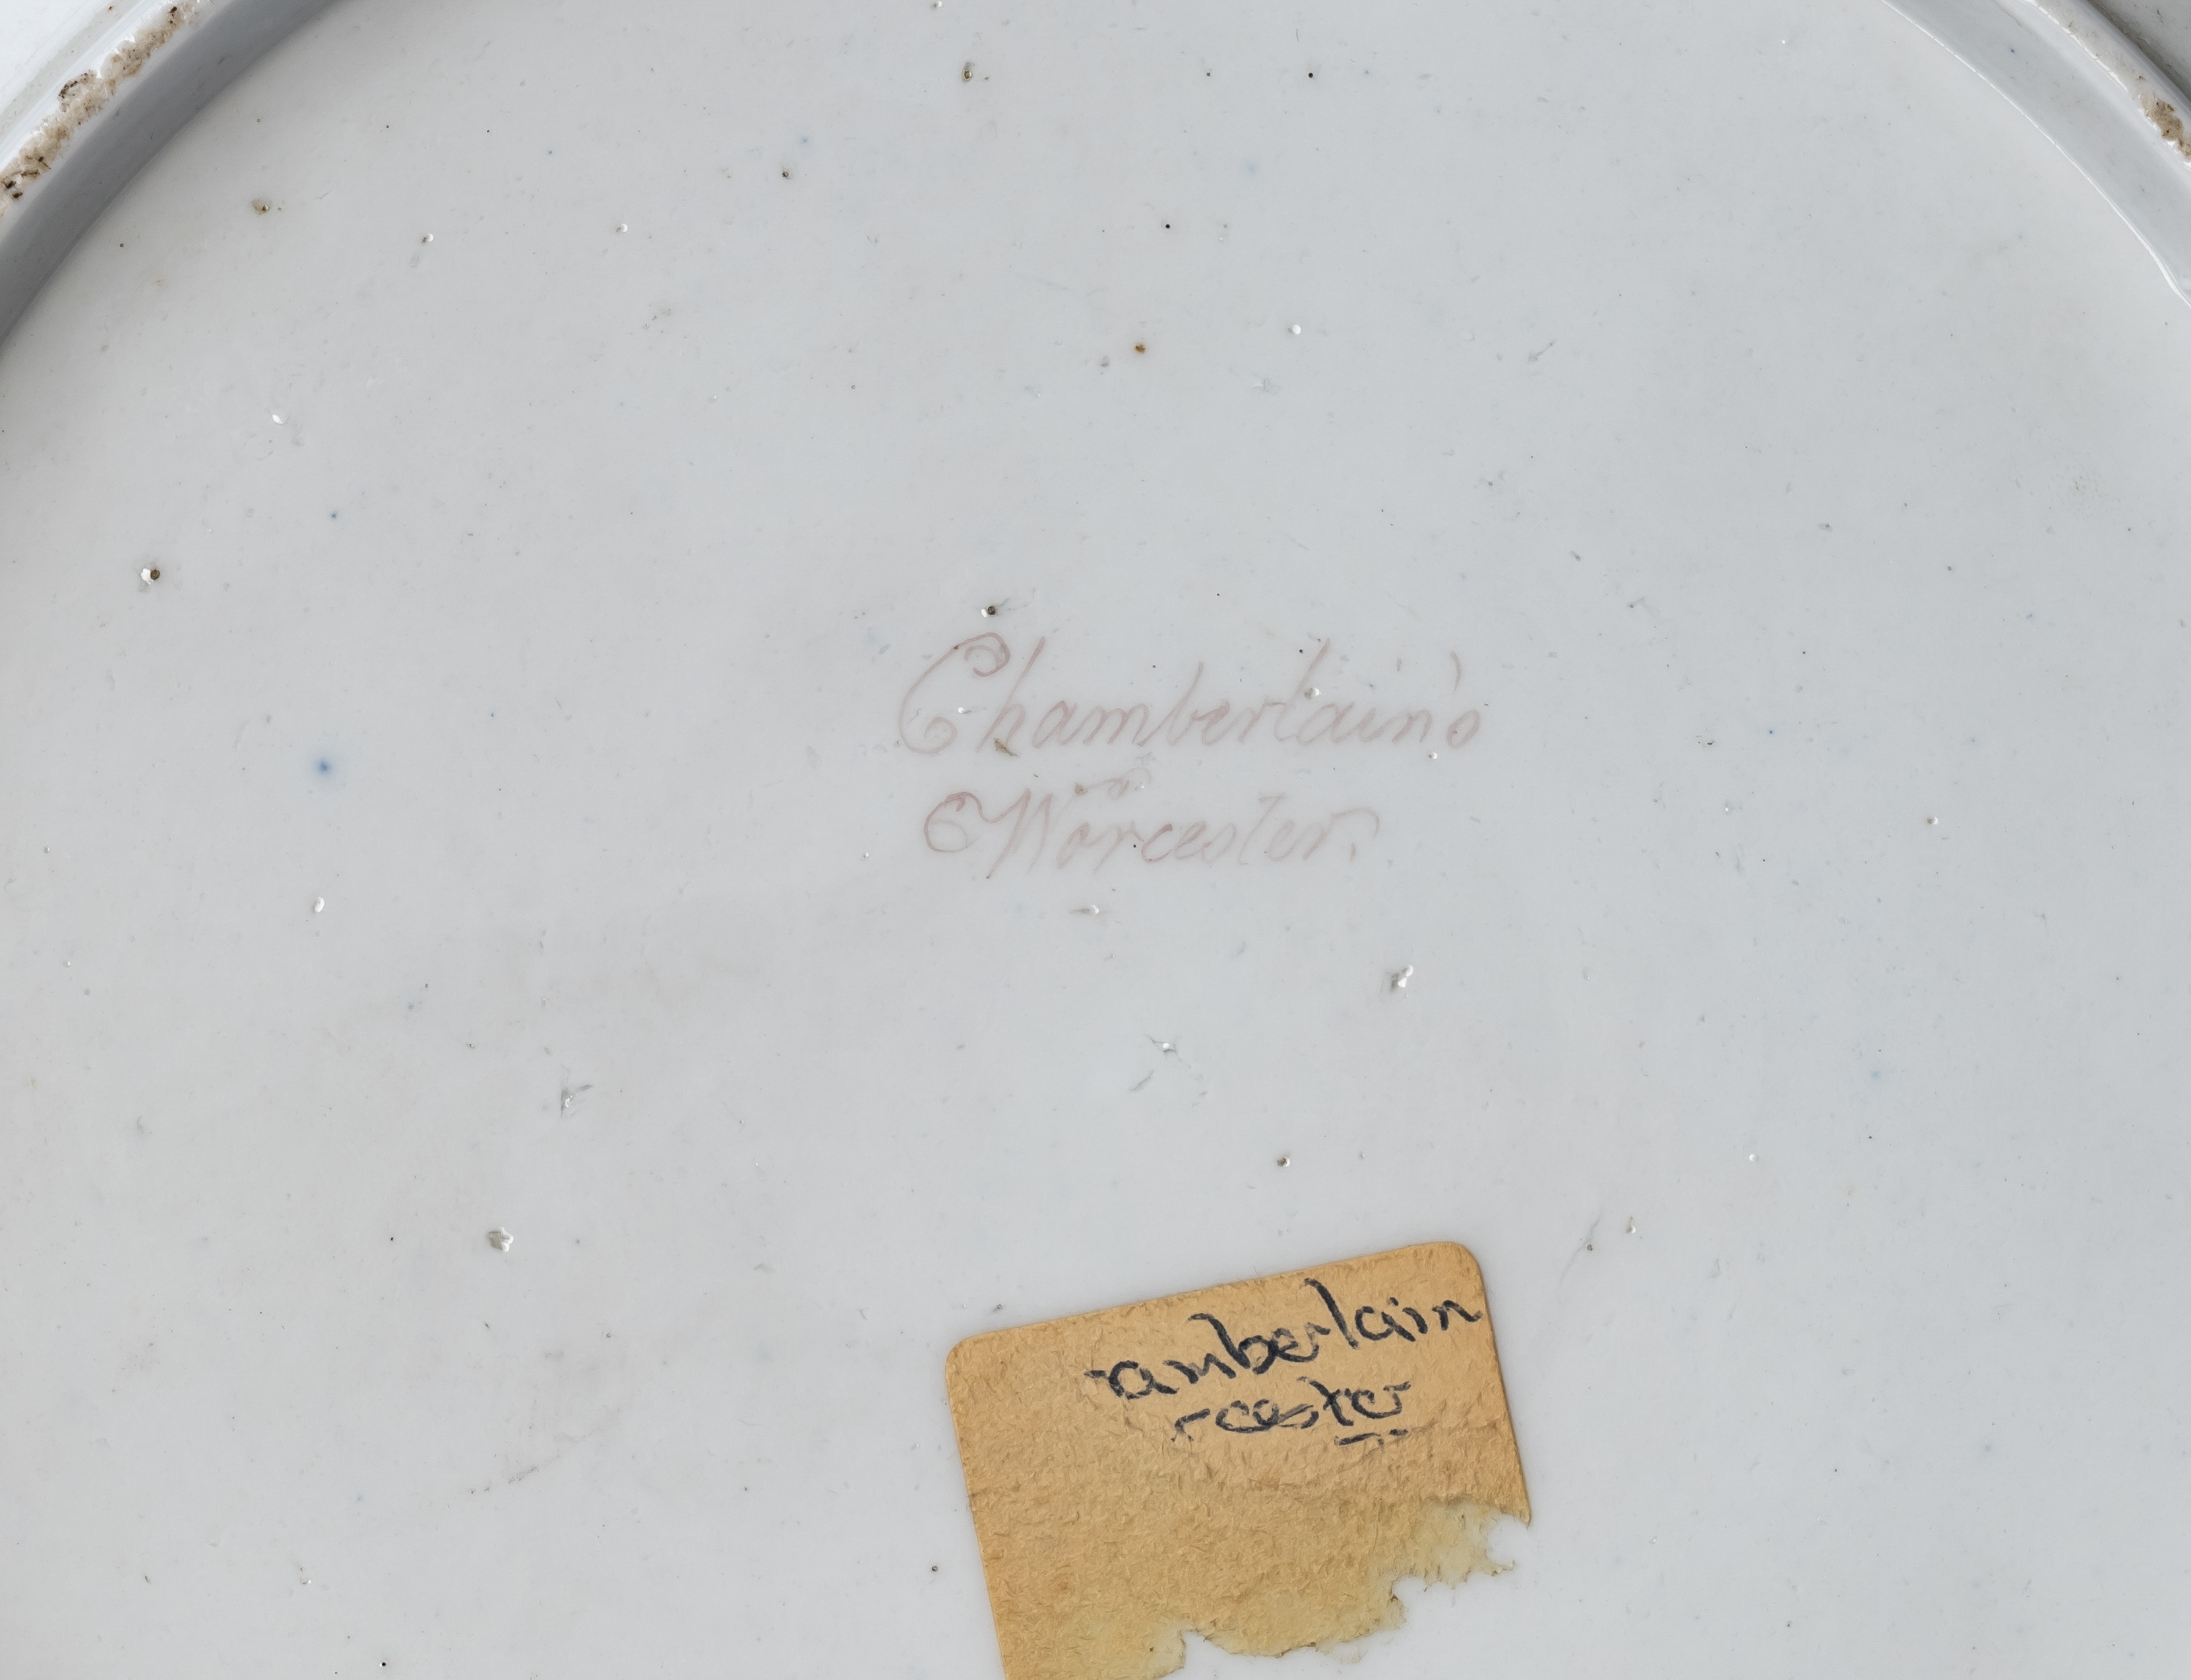 Chamberlain's
Worcester.
amberlain
rcester